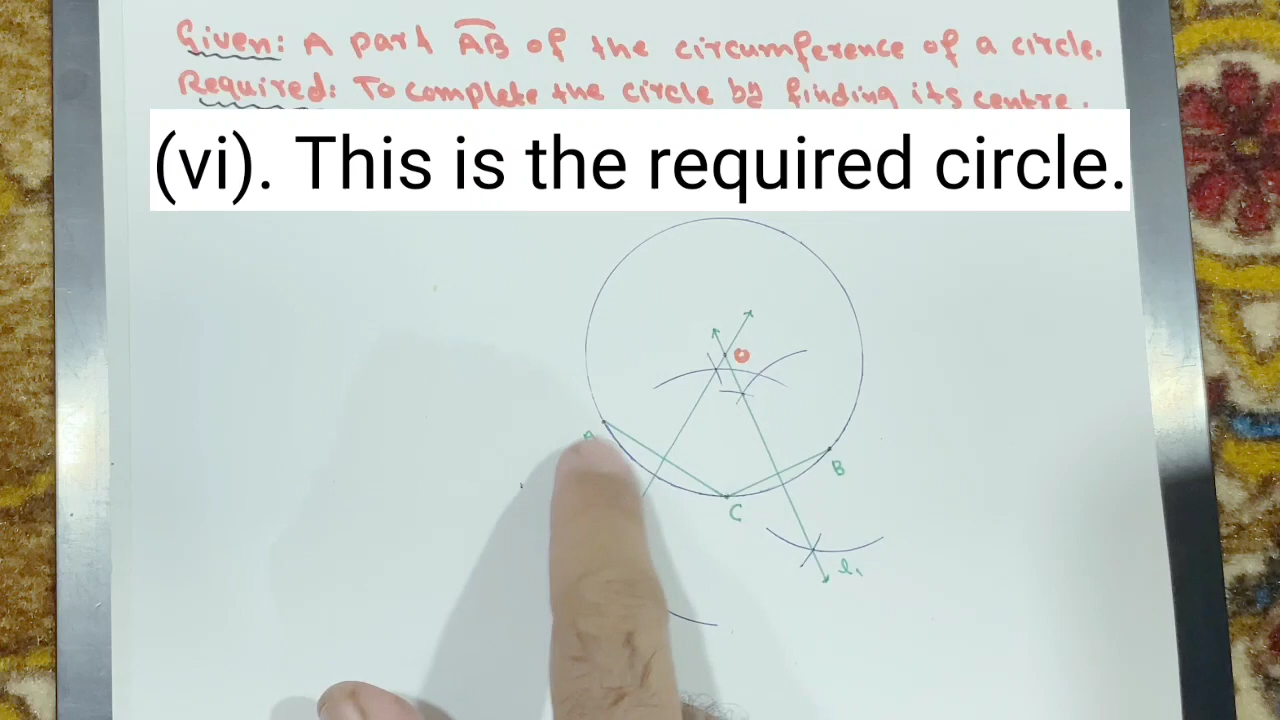 Given: A part AB of the circumference of a circle.
Required: To complete the circle by finding its centre.
(vi). This is the required circle.
O
A
B
C
l₁